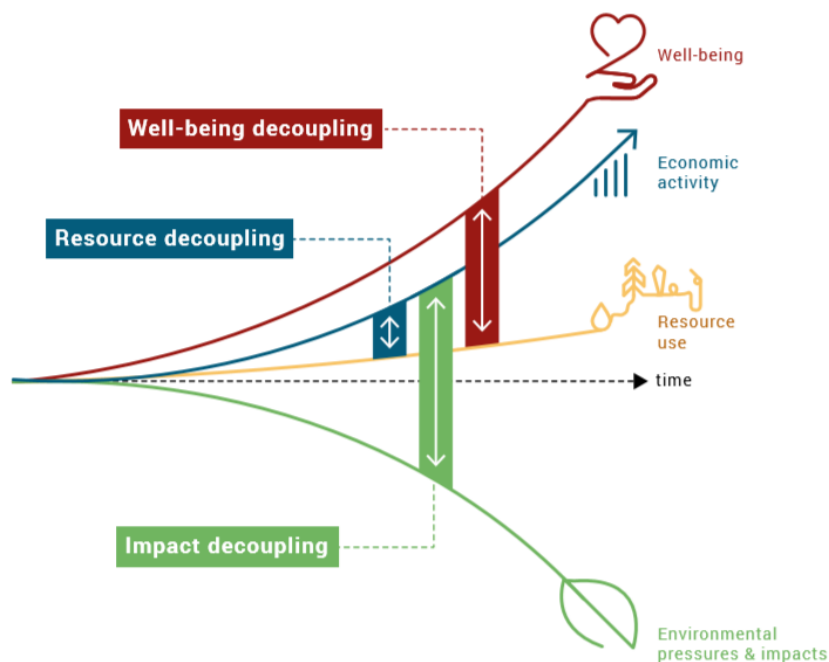 Well-being
Well-being decoupling
Economic
activity
Resource decoupling
Resource
use
time
Impact decoupling
Environmental
pressures & impacts